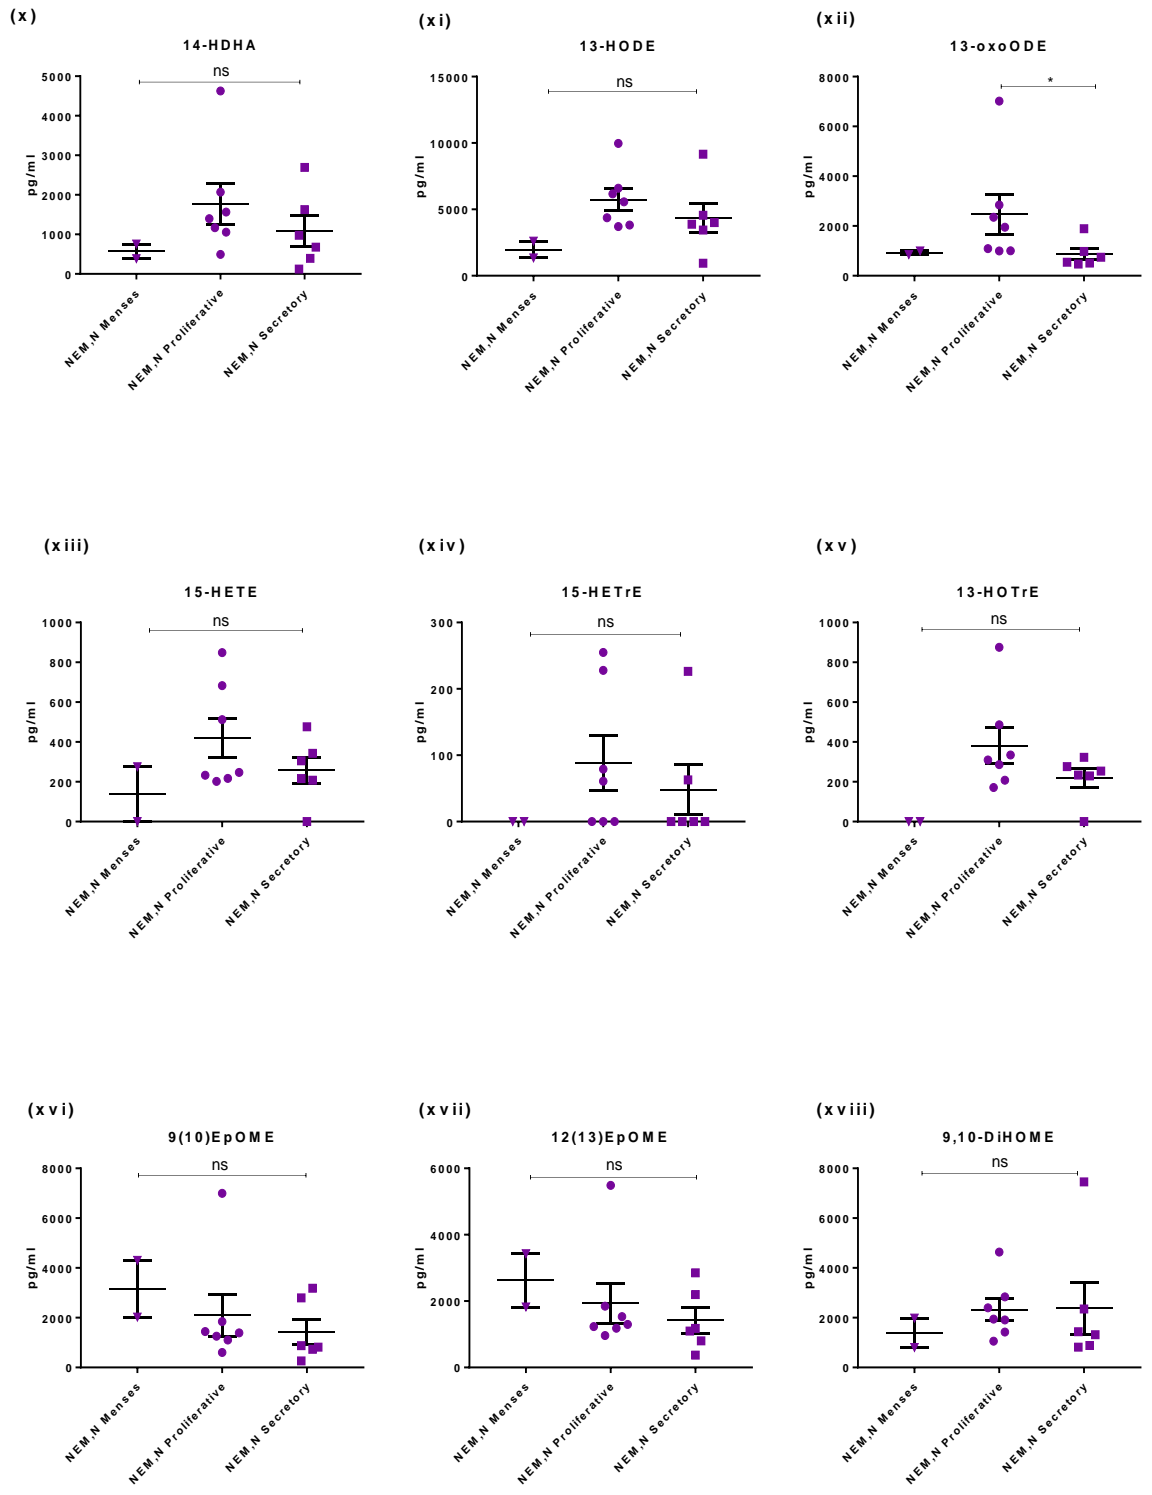 (x)
14-HDHA
ns
5000
4000
3000
2000
1000
0
pg/ml
NEM,N Menses
NEM,N Proliferative
NEM,N Secretory
(xi)
13-HODE
ns
15000
10000
5000
0
pg/ml
NEM,N Menses
NEM,N Proliferative
NEM,N Secretory
(xii)
13-oxoODE
*
8000
6000
4000
2000
0
pg/ml
NEM,N Menses
NEM,N Proliferative
NEM,N Secretory
(xiii)
15-HETE
ns
1000
800
600
400
200
0
pg/ml
NEM,N Menses
NEM,N Proliferative
NEM,N Secretory
(xiv)
15-HETrE
ns
300
200
100
0
pg/ml
NEM,N Menses
NEM,N Proliferative
NEM,N Secretory
(xv)
13-HOTrE
ns
1000
800
600
400
200
0
pg/ml
NEM,N Menses
NEM,N Proliferative
NEM,N Secretory
(xvi)
9(10)EpOME
ns
8000
6000
4000
2000
0
pg/ml
NEM,N Menses
NEM,N Proliferative
NEM,N Secretory
(xvii)
12(13)EpOME
ns
6000
4000
2000
0
pg/ml
NEM,N Menses
NEM,N Proliferative
NEM,N Secretory
(xviii)
9,10-DiHOME
ns
8000
6000
4000
2000
0
pg/ml
NEM,N Menses
NEM,N Proliferative
NEM,N Secretory